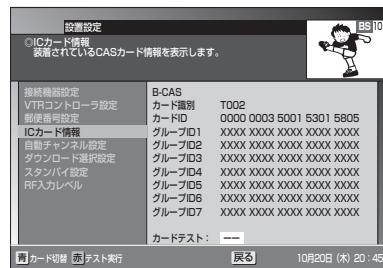 設置設定
BS 10
◎ICカード情報
装着されているCASカード情報を表示します。
接続機器設定
VTRコントローラ設定
郵便番号設定
ICカード情報
自動チャンネル設定
ダウンロード選択設定
スタンバイ設定
RF入力レベル
B-CAS
カード識別 T002
カードID 0000 0003 5001 5301 5805
グループID1 XXXX XXXX XXXX XXXX XXXX
グループID2 XXXX XXXX XXXX XXXX XXXX
グループID3 XXXX XXXX XXXX XXXX XXXX
グループID4 XXXX XXXX XXXX XXXX XXXX
グループID5 XXXX XXXX XXXX XXXX XXXX
グループID6 XXXX XXXX XXXX XXXX XXXX
グループID7 XXXX XXXX XXXX XXXX XXXX
カードテスト： −−
青 カード切替 赤 テスト実行 戻る 10月20日 (木) 20：45